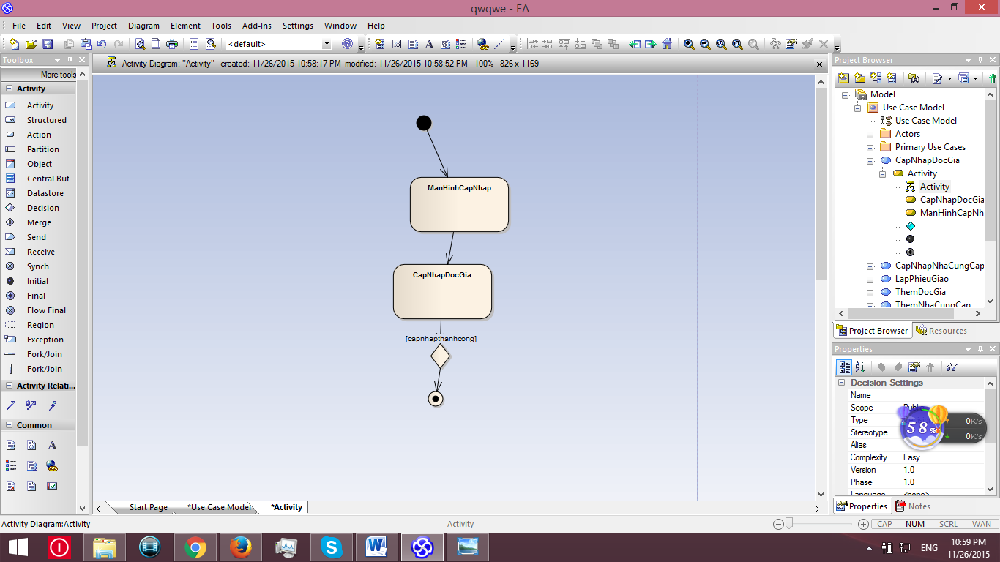 qwqwe - EA
File Edit View Project Diagram Element Tools Add-Ins Settings Window Help
<default>
Toolbox
More tools
Activity
Activity
Structured
Action
Partition
Object
Central Buf
Datastore
Decision
Merge
Send
Receive
Synch
Initial
Final
Flow Final
Region
Exception
Fork/Join
Fork/Join
Activity Relati...
Common
Activity Diagram: "Activity" created: 11/26/2015 10:58:17 PM modified: 11/26/2015 10:58:52 PM 100% 826 x 1169
ManHinhCapNhap
CapNhapDocGia
[capnhapthanhcong]
Start Page *Use Case Model *Activity
Project Browser
Model
Use Case Model
Use Case Model
Actors
Primary Use Cases
CapNhapDocGia
Activity
Activity
CapNhapDocGia
ManHinhCapNh
CapNhapNhaCungCap
LapPhieuGiao
ThemDocGia
ThemNhaCungCap
Project Browser Resources
Properties
Decision Settings
Name
Scope Public
Type
Stereotype
Alias
Complexity Easy
Version 1.0
Phase 1.0
Language <none>
58%
0K/s
0K/s
Properties Notes
Activity Diagram:Activity Activity CAP NUM SCRL WAN
ENG
10:59 PM
11/26/2015